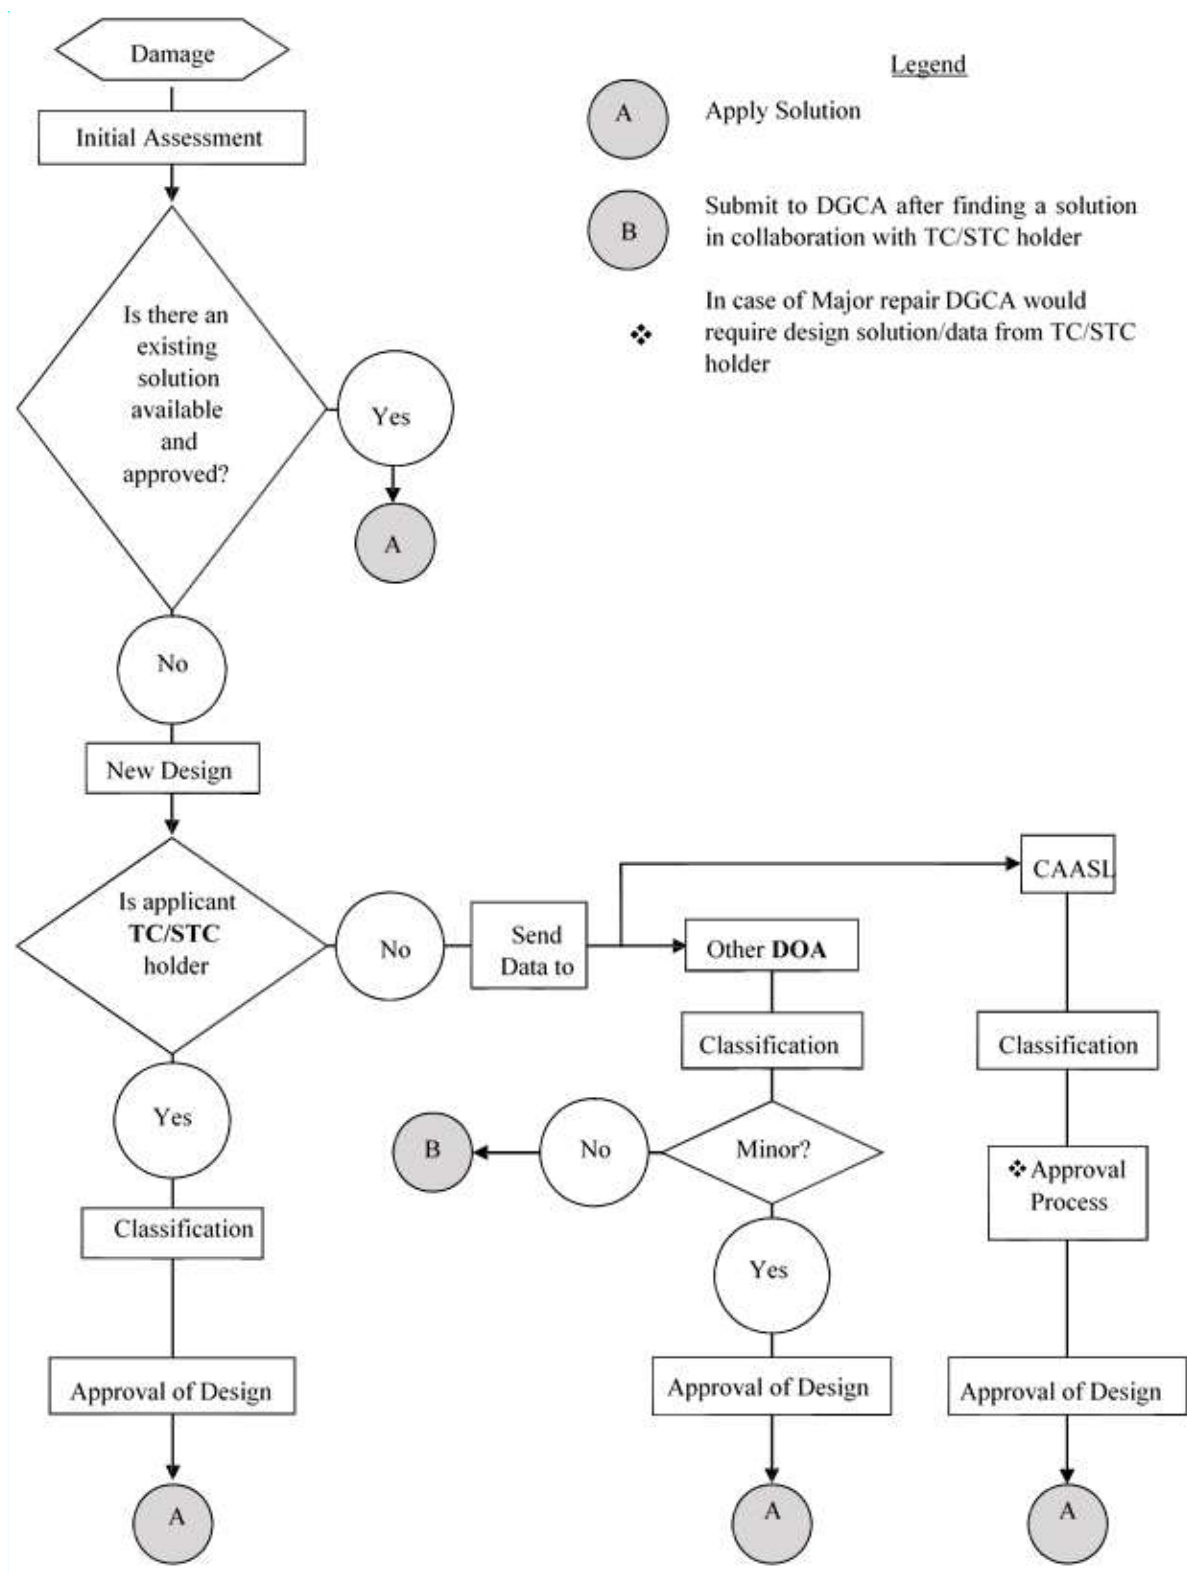 Damage
Initial Assessment
Is there an
existing
solution
available
and
approved?
Yes
A
No
New Design
Is applicant
TC/STC
holder
No
Send
Data to
Other DOA
CAASL
Classification
Classification
Minor?
No
B
Yes
❖ Approval
Process
Yes
Classification
Approval of Design
Approval of Design
Approval of Design
A
A
A
Legend
A
Apply Solution
B
Submit to DGCA after finding a solution
in collaboration with TC/STC holder
❖
In case of Major repair DGCA would
require design solution/data from TC/STC
holder